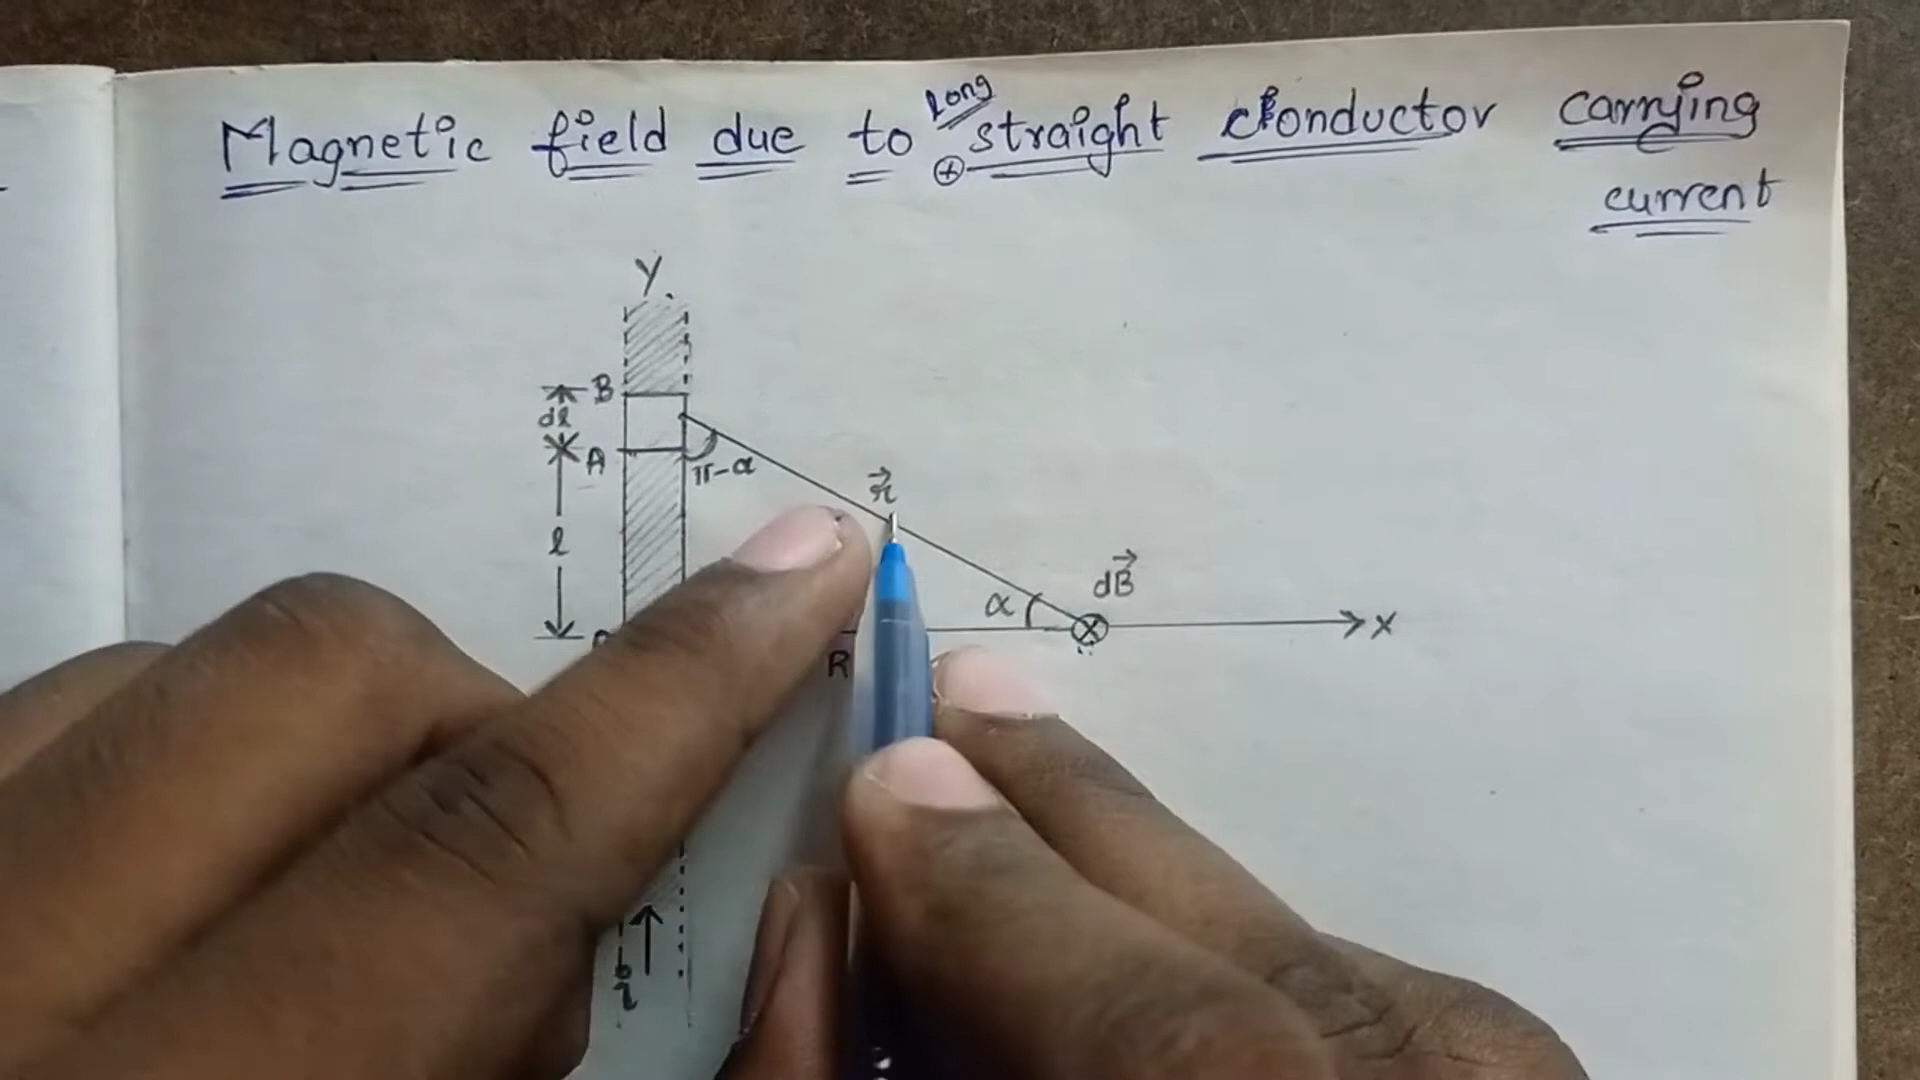 long
Magnetic field due to straight conductor carrying
current
Y
B
dl
A
π-α
r⃗
l
dB⃗
α
X
R
i